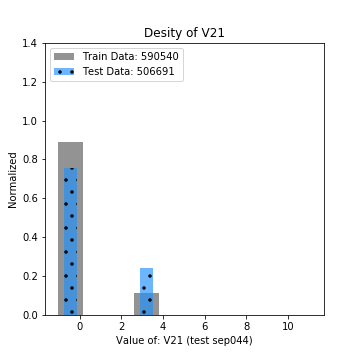 Desity of V21
Train Data: 590540
Test Data: 506691
Normalized
1.4
1.2
1.0
0.8
0.6
0.4
0.2
0.0
0 2 4 6 8 10
Value of: V21 (test sep044)